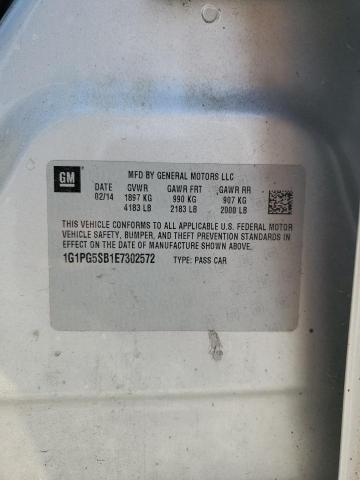 GM
MFD BY GENERAL MOTORS LLC
DATE GVWR GAWR FRT GAWR RR
02/14 1897 KG 990 KG 907 KG
4183 LB 2183 LB 2000 LB
THIS VEHICLE CONFORMS TO ALL APPLICABLE U.S. FEDERAL MOTOR
VEHICLE SAFETY, BUMPER, AND THEFT PREVENTION STANDARDS IN
EFFECT ON THE DATE OF MANUFACTURE SHOWN ABOVE.
1G1PG5SB1E7302572 TYPE: PASS CAR